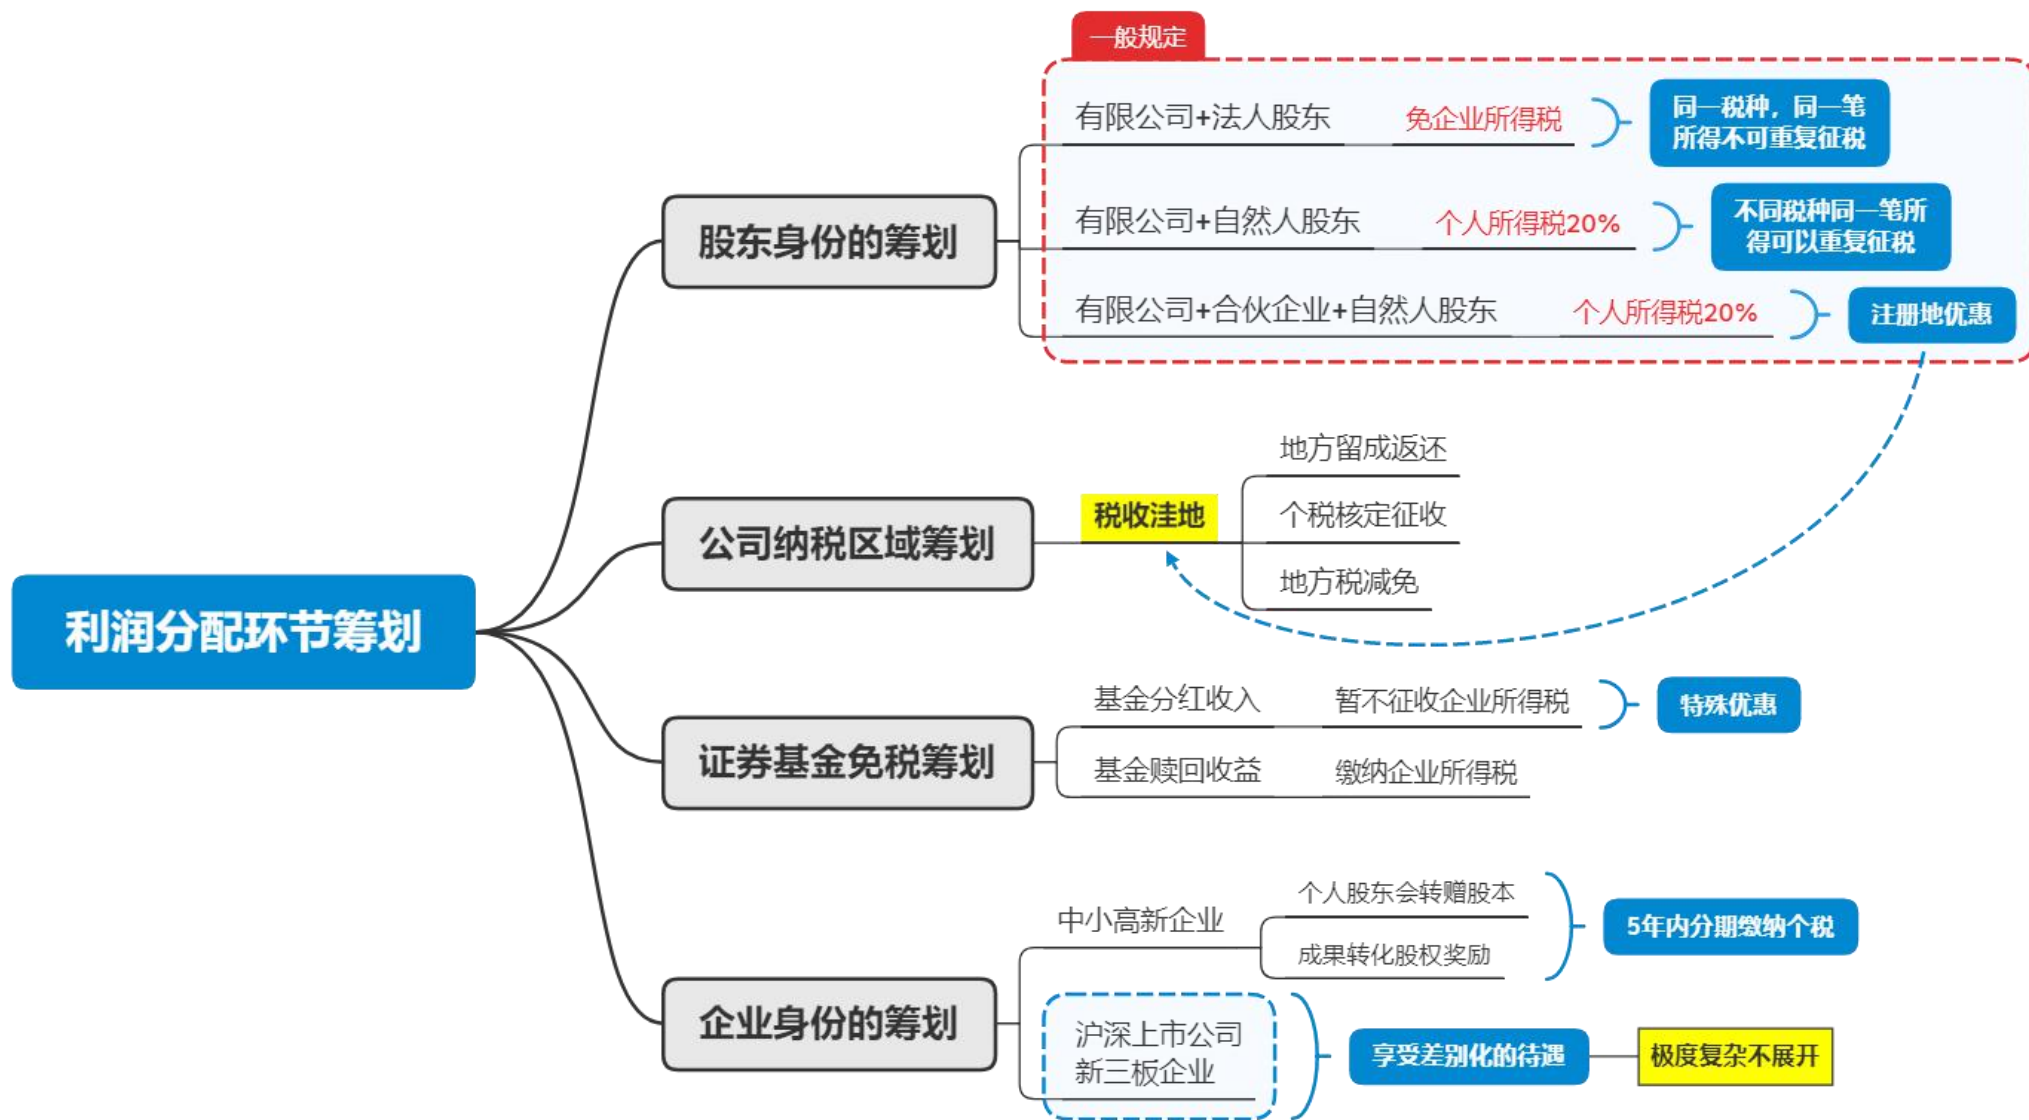 一般规定
有限公司+法人股东
免企业所得税
同一税种，同一笔
所得不可重复征税
有限公司+自然人股东
个人所得税20%
不同税种同一笔所
得可以重复征税
有限公司+合伙企业+自然人股东
个人所得税20%
注册地优惠
股东身份的筹划
地方留成返还
税收洼地
个税核定征收
公司纳税区域筹划
地方税减免
利润分配环节筹划
基金分红收入
暂不征收企业所得税
特殊优惠
证券基金免税筹划
基金赎回收益
缴纳企业所得税
中小高新企业
个人股东会转赠股本
成果转化股权奖励
5年内分期缴纳个税
企业身份的筹划
沪深上市公司
新三板企业
享受差别化的待遇
极度复杂不展开